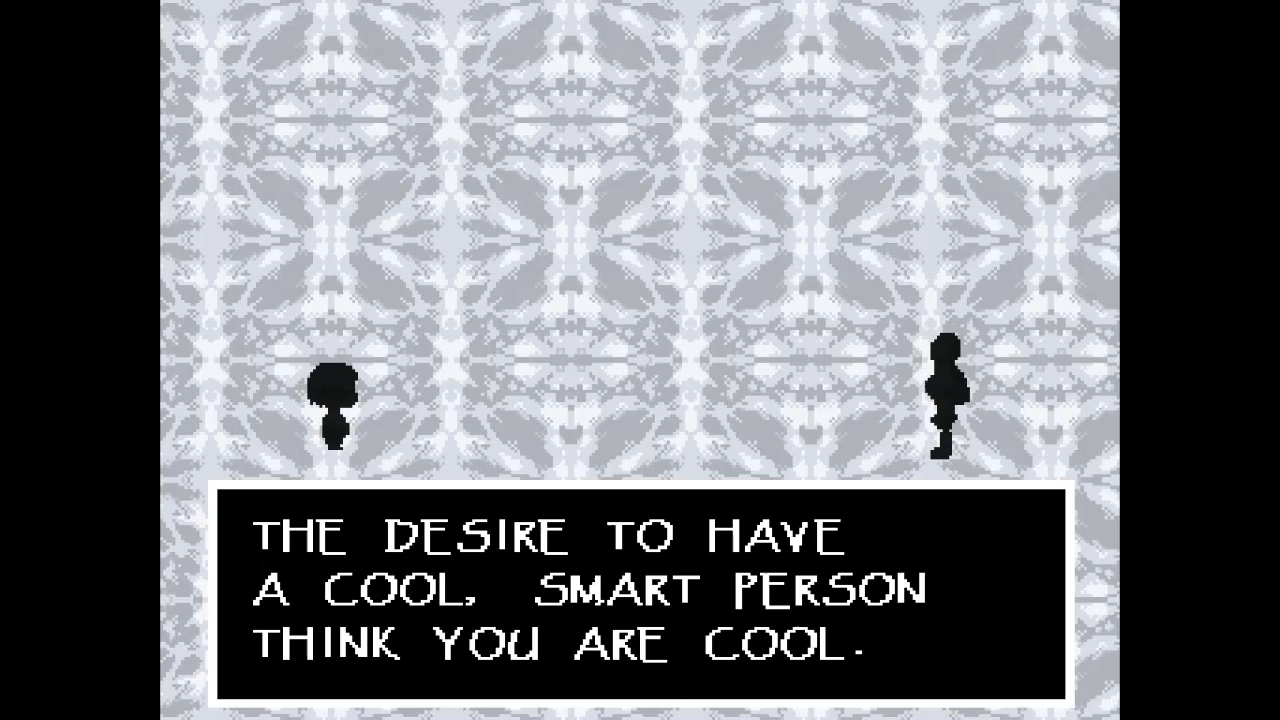 THE DESIRE TO HAVE
A COOL, SMART PERSON
THINK YOU ARE COOL.